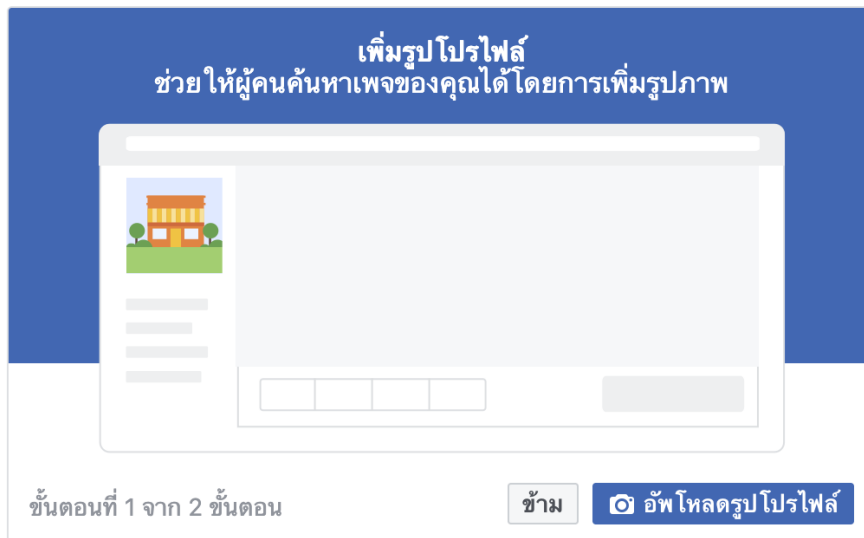 เพิ่มรูปโปรไฟล์
ช่วยให้ผู้คนค้นหาเพจของคุณได้โดยการเพิ่มรูปภาพ
ขั้นตอนที่ 1 จาก 2 ขั้นตอน
ข้าม
อัพโหลดรูปโปรไฟล์